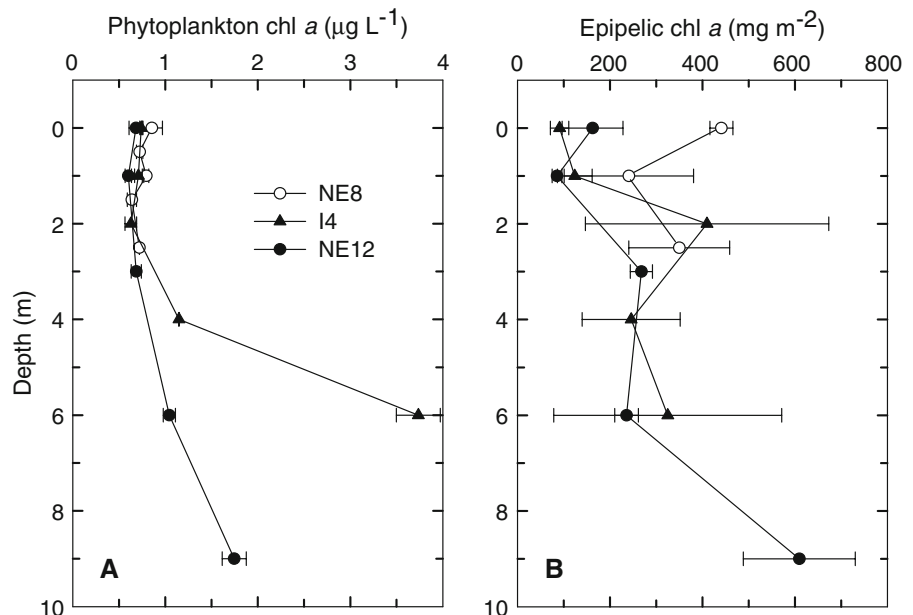 Phytoplankton chl a (μg L⁻¹)
0 1 2 3 4
Depth (m)
0
2
4
6
8
10
NE8
I4
NE12
A
Epipelic chl a (mg m⁻²)
0 200 400 600 800
0
2
4
6
8
10
B